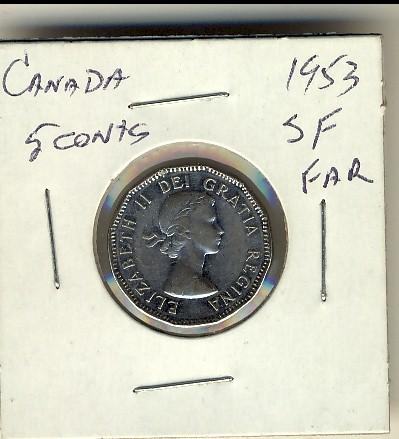 CANADA 1953
5 CENTS SF
FAR
ELIZABETH II DEI GRATIA REGINA